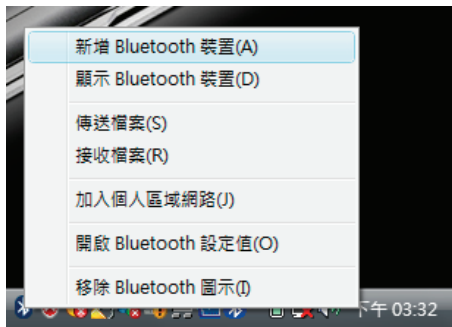 新增 Bluetooth 裝置(A)
顯示 Bluetooth 裝置(D)
傳送檔案(S)
接收檔案(R)
加入個人區域網路(J)
開啟 Bluetooth 設定值(O)
移除 Bluetooth 圖示(I)
下午 03:32